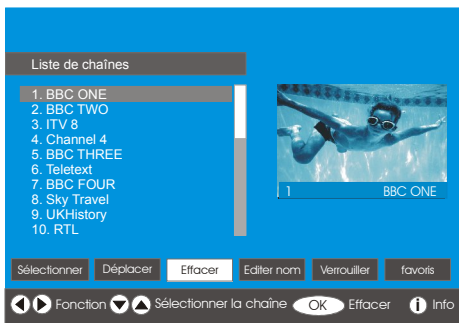 Liste de chaînes
1. BBC ONE
2. BBC TWO
3. ITV 8
4. Channel 4
5. BBC THREE
6. Teletext
7. BBC FOUR
8. Sky Travel
9. UKHistory
10. RTL
1 BBC ONE
Sélectionner Déplacer Effacer Editer nom Verrouiller favoris
Fonction Sélectionner la chaîne OK Effacer i Info